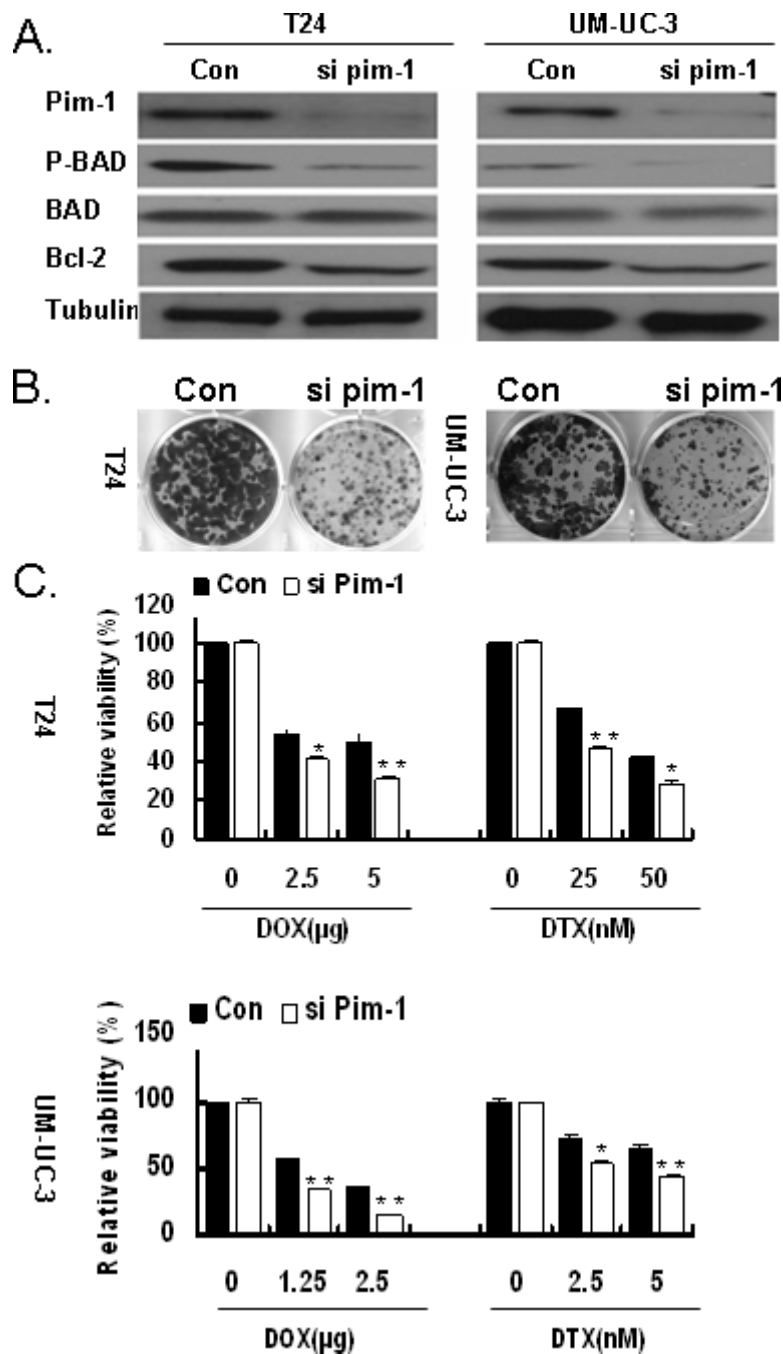 A.
T24 UM-UC-3
Con si pim-1 Con si pim-1
Pim-1
P-BAD
BAD
Bcl-2
Tubulin
B.
Con si pim-1 Con si pim-1
T24
UM-UC-3
C.
Con si Pim-1
Relative viability (%)
T24
120
100
80
60
40
20
0
* ** ** *
0 2.5 5 0 25 50
DOX(µg) DTX(nM)
Con si Pim-1
Relative viability (%)
UM-UC-3
150
100
50
0
** ** * **
0 1.25 2.5 0 2.5 5
DOX(µg) DTX(nM)